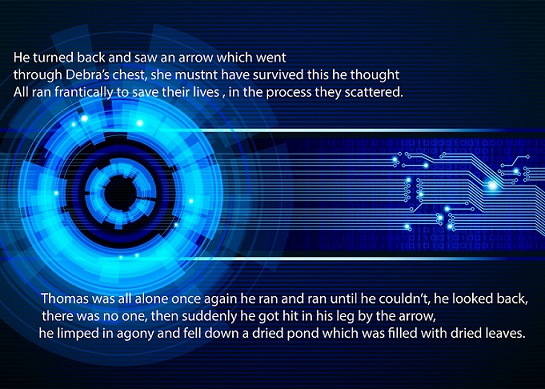 He turned back and saw an arrow which went
through Debra's chest, she mustnt have survived this he thought
All ran frantically to save their lives , in the process they scattered.
Thomas was all alone once again he ran and ran until he couldn't, he looked back,
there was no one, then suddenly he got hit in his leg by the arrow,
he limped in agony and fell down a dried pond which was filled with dried leaves.